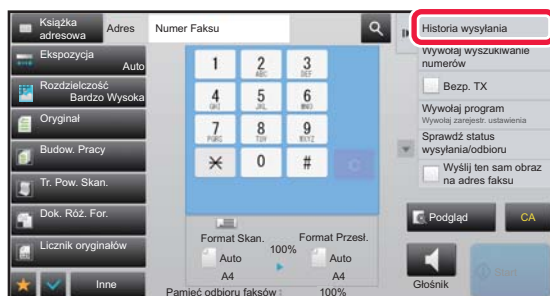 Książka
adresowa
Adres
Numer Faksu
Ekspozycja
Auto
Rozdzielczość
Bardzo Wysoka
Oryginał
Budow. Pracy
Tr. Pow. Skan.
Dok. Róż. For.
Licznik oryginałów
Inne
1
2
ABC
3
DEF
4
GHI
5
JKL
6
MNO
7
PQRS
8
TUV
9
WXYZ
0
#
C
Format Skan.
100%
Format Przesł.
Auto
A4
Auto
A4
Pamięć odbioru faksów :
100%
Historia wysyłania
Wywołaj wyszukiwanie
numerów
Bezp. TX
Wywołaj program
Wywołaj zarejestr. ustawienia
Sprawdź status
wysyłania/odbioru
Wyślij ten sam obraz
na adres faksu
Podgląd
CA
Głośnik
Start